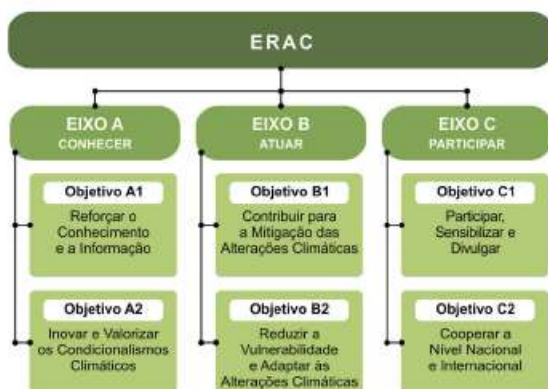 ERAC
EIXO A
CONHECER
EIXO B
ATUAR
EIXO C
PARTICIPAR
Objetivo A1
Reforçar o
Conhecimento
e a Informação
Objetivo B1
Contribuir para
a Mitigação das
Alterações Climáticas
Objetivo C1
Participar,
Sensibilizar e
Divulgar
Objetivo A2
Inovar e Valorizar
os Condicionalismos
Climáticos
Objetivo B2
Reduzir a
Vulnerabilidade
e Adaptar às
Alterações Climáticas
Objetivo C2
Cooperar a
Nível Nacional
e Internacional